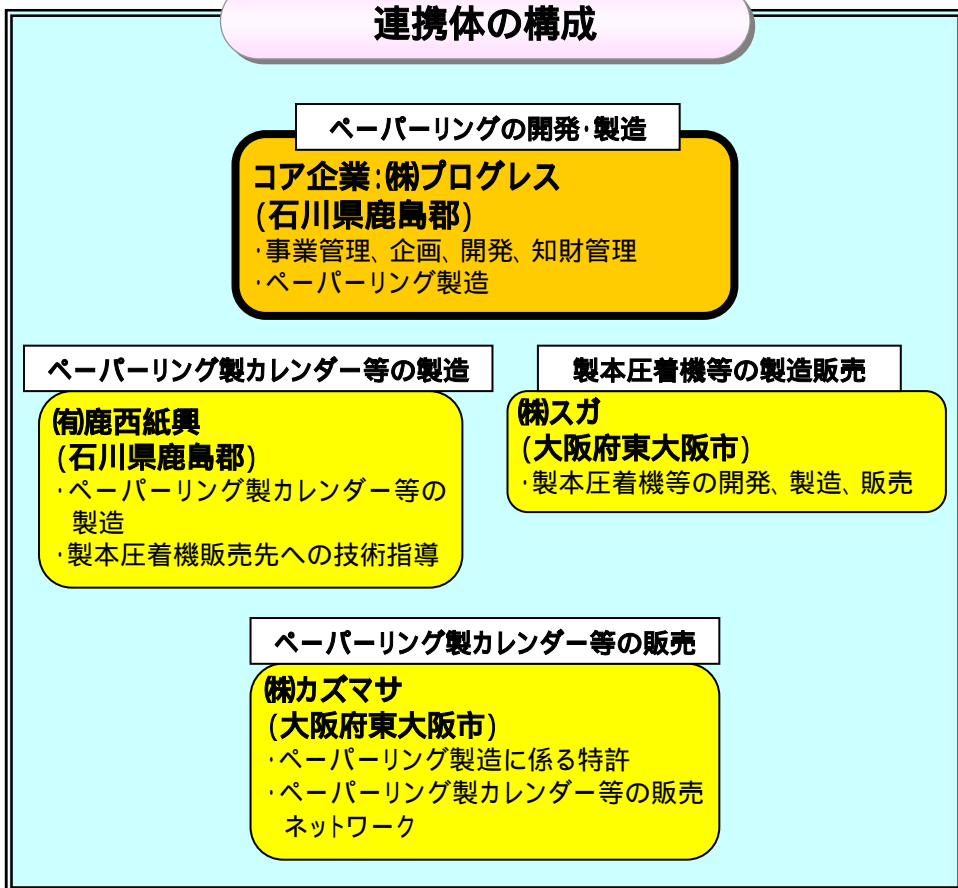 連携体の構成
ペーパーリングの開発・製造
コア企業:㈱プログレス
(石川県鹿島郡)
・事業管理、企画、開発、知財管理
・ペーパーリング製造
ペーパーリング製カレンダー等の製造
㈲鹿西紙興
(石川県鹿島郡)
・ペーパーリング製カレンダー等の
製造
・製本圧着機販売先への技術指導
製本圧着機等の製造販売
㈱スガ
(大阪府東大阪市)
・製本圧着機等の開発、製造、販売
ペーパーリング製カレンダー等の販売
㈱カズマサ
(大阪府東大阪市)
・ペーパーリング製造に係る特許
・ペーパーリング製カレンダー等の販売
ネットワーク